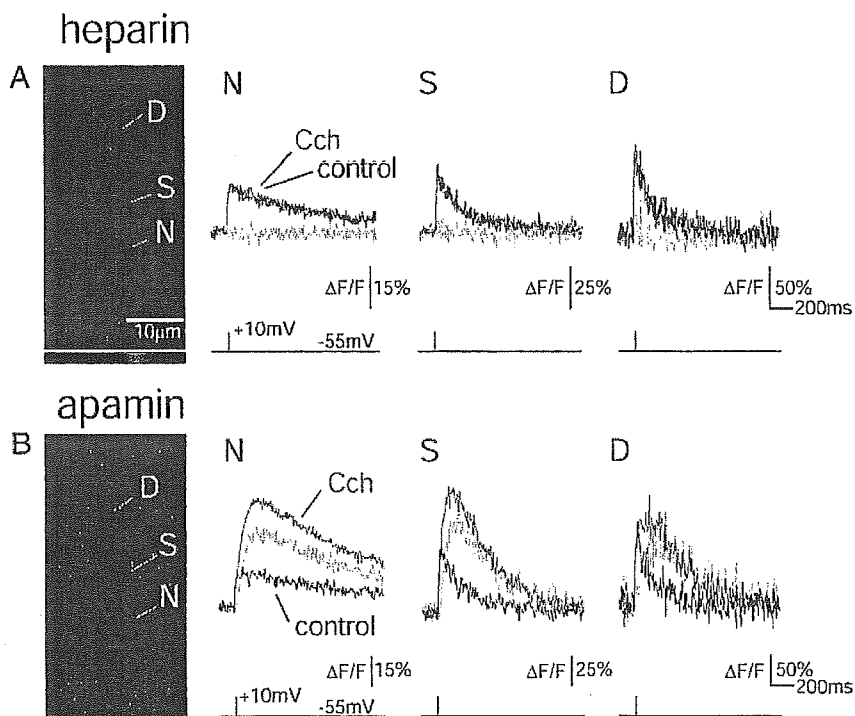 heparin
A
D
S
N
10µm
N
Cch
control
ΔF/F 15%
+10mV
-55mV
S
ΔF/F 25%
D
ΔF/F 50%
200ms
apamin
B
D
S
N
N
Cch
control
ΔF/F 15%
+10mV
-55mV
S
ΔF/F 25%
D
ΔF/F 50%
200ms